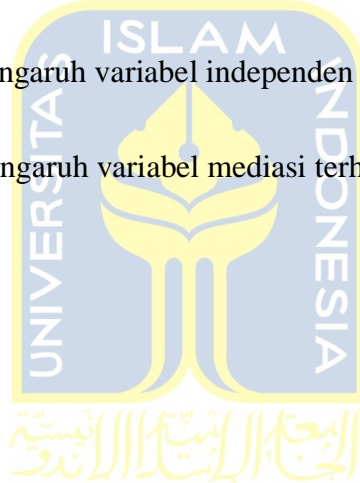 ISLAM
ngaruh variabel independen
ngaruh variabel mediasi terh
UNIVERSITAS
INDONESIA